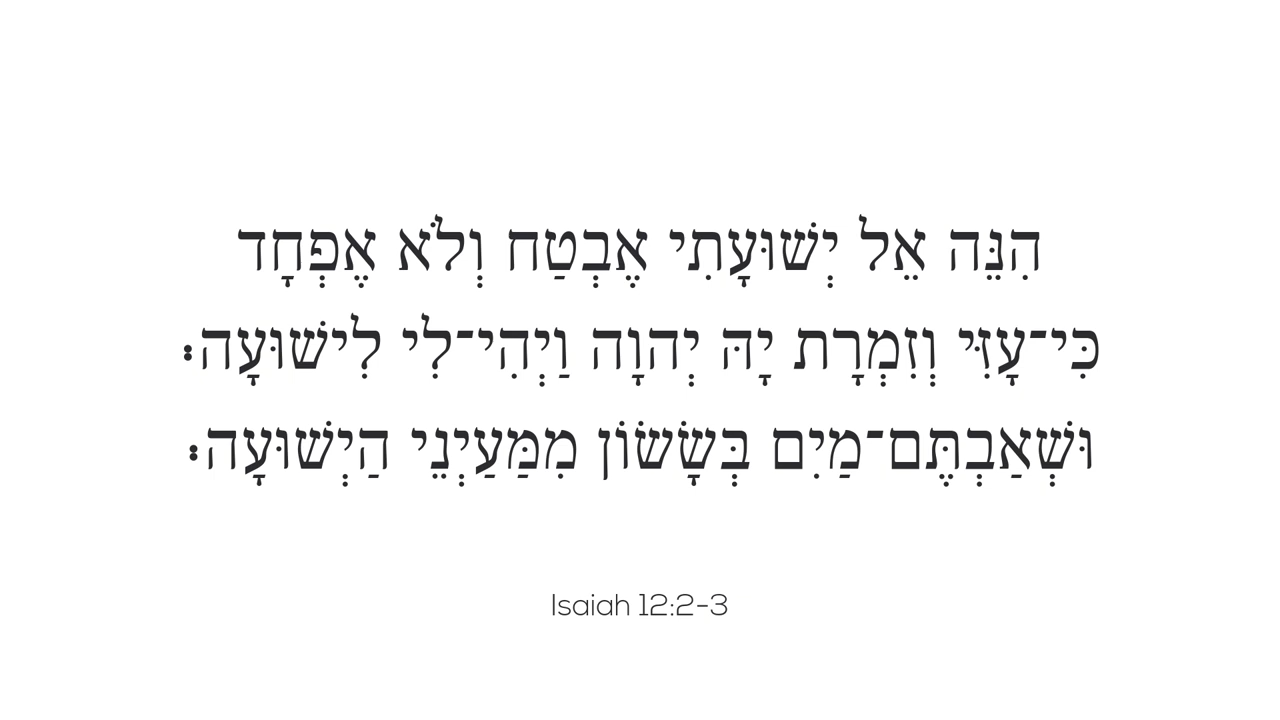 הִנֵּה אֵל יְשׁוּעָתִי אֶבְטַח וְלֹא אֶפְחָד
כִּי־עָזִּי וְזִמְרָת יָהּ יְהוָה וַיְהִי־לִי לִישׁוּעָה׃
וּשְׁאַבְתֶּם־מַיִם בְּשָׂשׂוֹן מִמַּעַיְנֵי הַיְשׁוּעָה׃
Isaiah 12:2-3